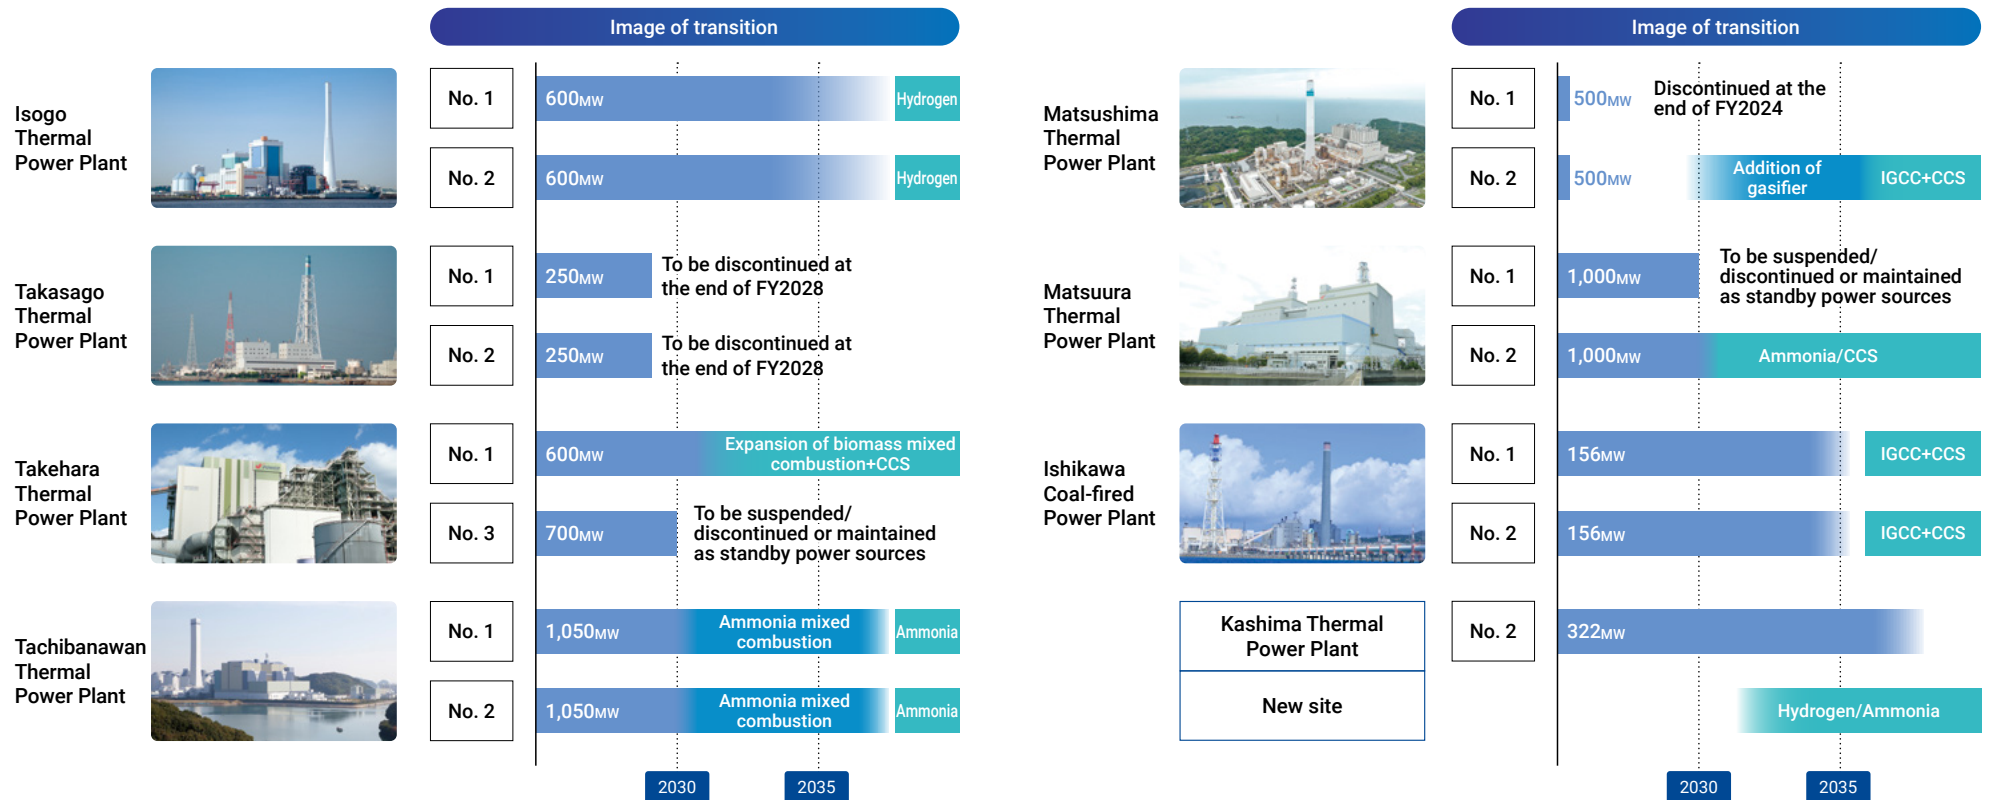 Image of transition
Isogo
Thermal
Power Plant
No. 1
600MW
Hydrogen
No. 2
600MW
Hydrogen
Takasago
Thermal
Power Plant
No. 1
250MW
To be discontinued at
the end of FY2028
No. 2
250MW
To be discontinued at
the end of FY2028
Takehara
Thermal
Power Plant
No. 1
600MW
Expansion of biomass mixed
combustion+CCS
No. 3
700MW
To be suspended/
discontinued or maintained
as standby power sources
Tachibanawan
Thermal
Power Plant
No. 1
1,050MW
Ammonia mixed
combustion
Ammonia
No. 2
1,050MW
Ammonia mixed
combustion
Ammonia
2030
2035
Image of transition
Matsushima
Thermal
Power Plant
No. 1
500MW
Discontinued at the
end of FY2024
No. 2
500MW
Addition of
gasifier
IGCC+CCS
Matsuura
Thermal
Power Plant
No. 1
1,000MW
To be suspended/
discontinued or maintained
as standby power sources
No. 2
1,000MW
Ammonia/CCS
Ishikawa
Coal-fired
Power Plant
No. 1
156MW
IGCC+CCS
No. 2
156MW
IGCC+CCS
Kashima Thermal
Power Plant
No. 2
322MW
New site
Hydrogen/Ammonia
2030
2035